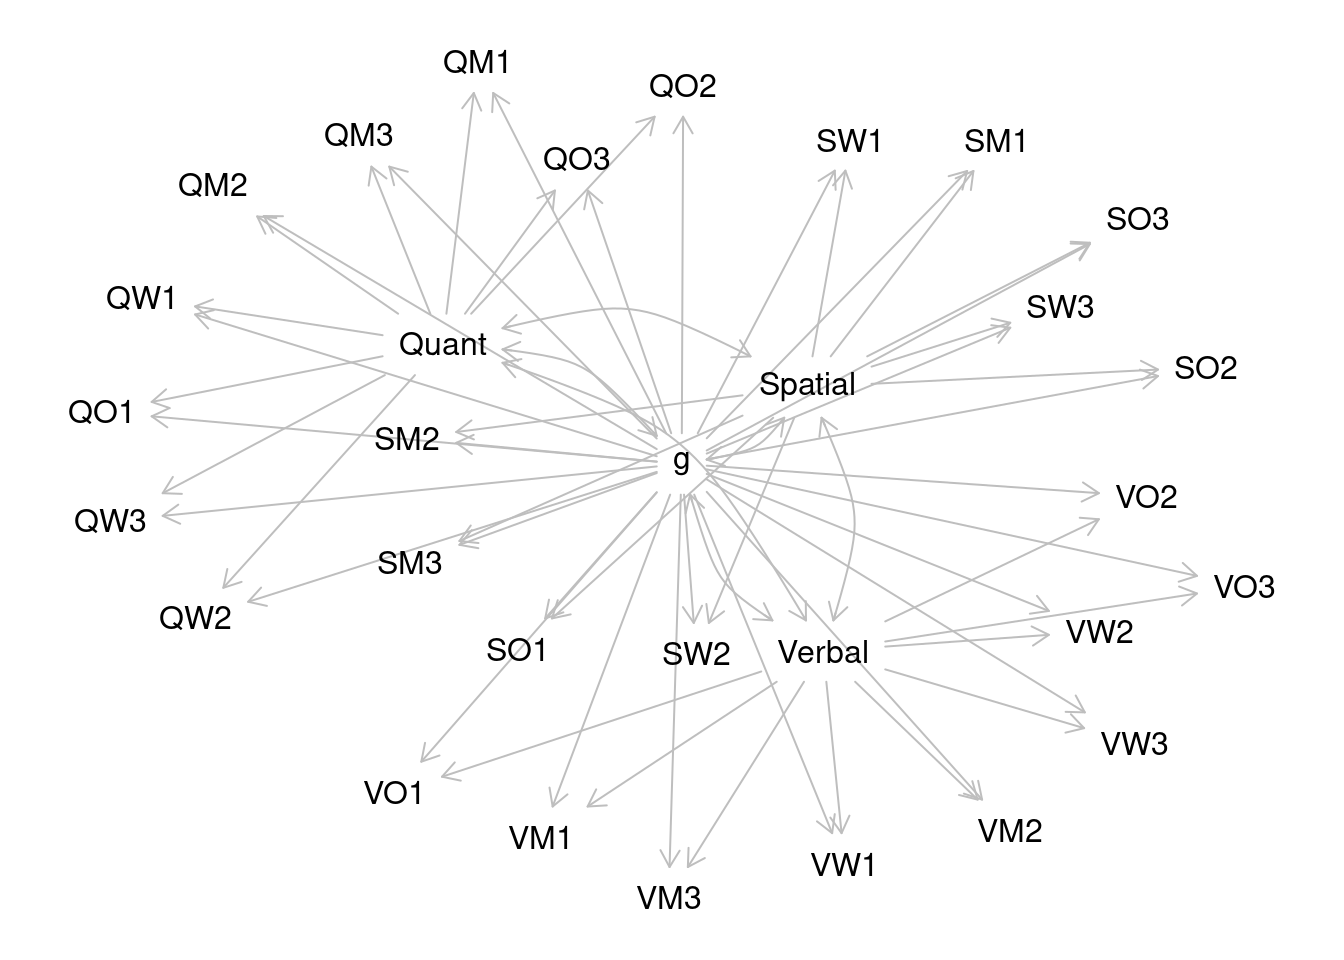 QM1
QO2
QM3
SW1
SM1
QO3
QM2
SO3
QW1
SW3
Quant
SO2
Spatial
QO1
SM2
g
VO2
QW3
SM3
VO3
QW2
VW2
SO1
SW2
Verbal
VW3
VO1
VM2
VM1
VW1
VM3